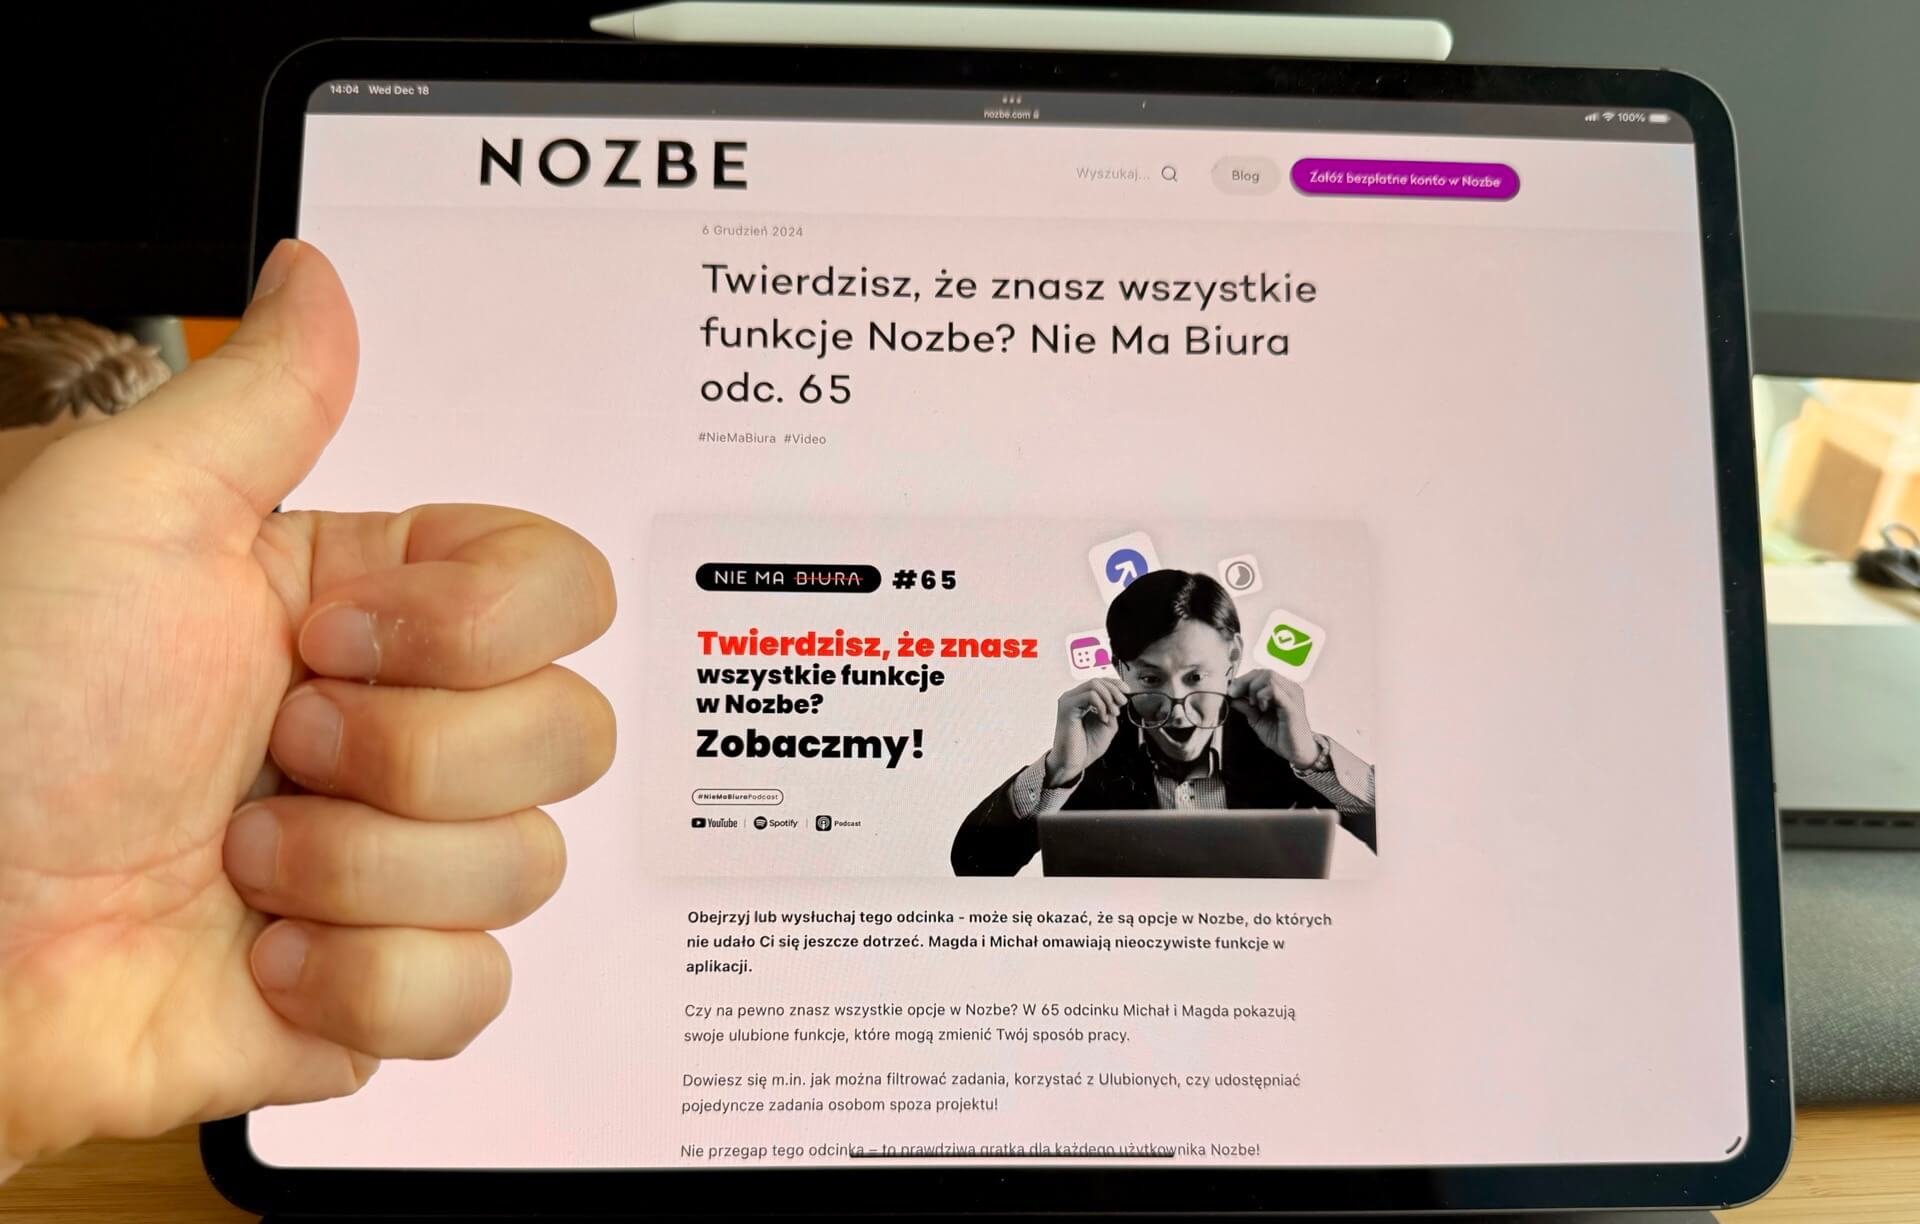 14:04 Wed Dec 18
nozbe.com
100%
NOZBE
Wyszukaj...
Blog
Załóż bezpłatne konto w Nozbe
6 Grudzień 2024
Twierdzisz, że znasz wszystkie
funkcje Nozbe? Nie Ma Biura
odc. 65
#NieMaBiura #Video
NIE MA BIURA #65
Twierdzisz, że znasz
wszystkie funkcje
w Nozbe?
Zobaczmy!
#NieMaBiuraPodcast
YouTube | Spotify | Podcast
Obejrzyj lub wysłuchaj tego odcinka - może się okazać, że są opcje w Nozbe, do których
nie udało Ci się jeszcze dotrzeć. Magda i Michał omawiają nieoczywiste funkcje w
aplikacji.
Czy na pewno znasz wszystkie opcje w Nozbe? W 65 odcinku Michał i Magda pokazują
swoje ulubione funkcje, które mogą zmienić Twój sposób pracy.
Dowiesz się m.in. jak można filtrować zadania, korzystać z Ulubionych, czy udostępniać
pojedyncze zadania osobom spoza projektu!
Nie przegap tego odcinka – to prawdziwa gratka dla każdego użytkownika Nozbe!